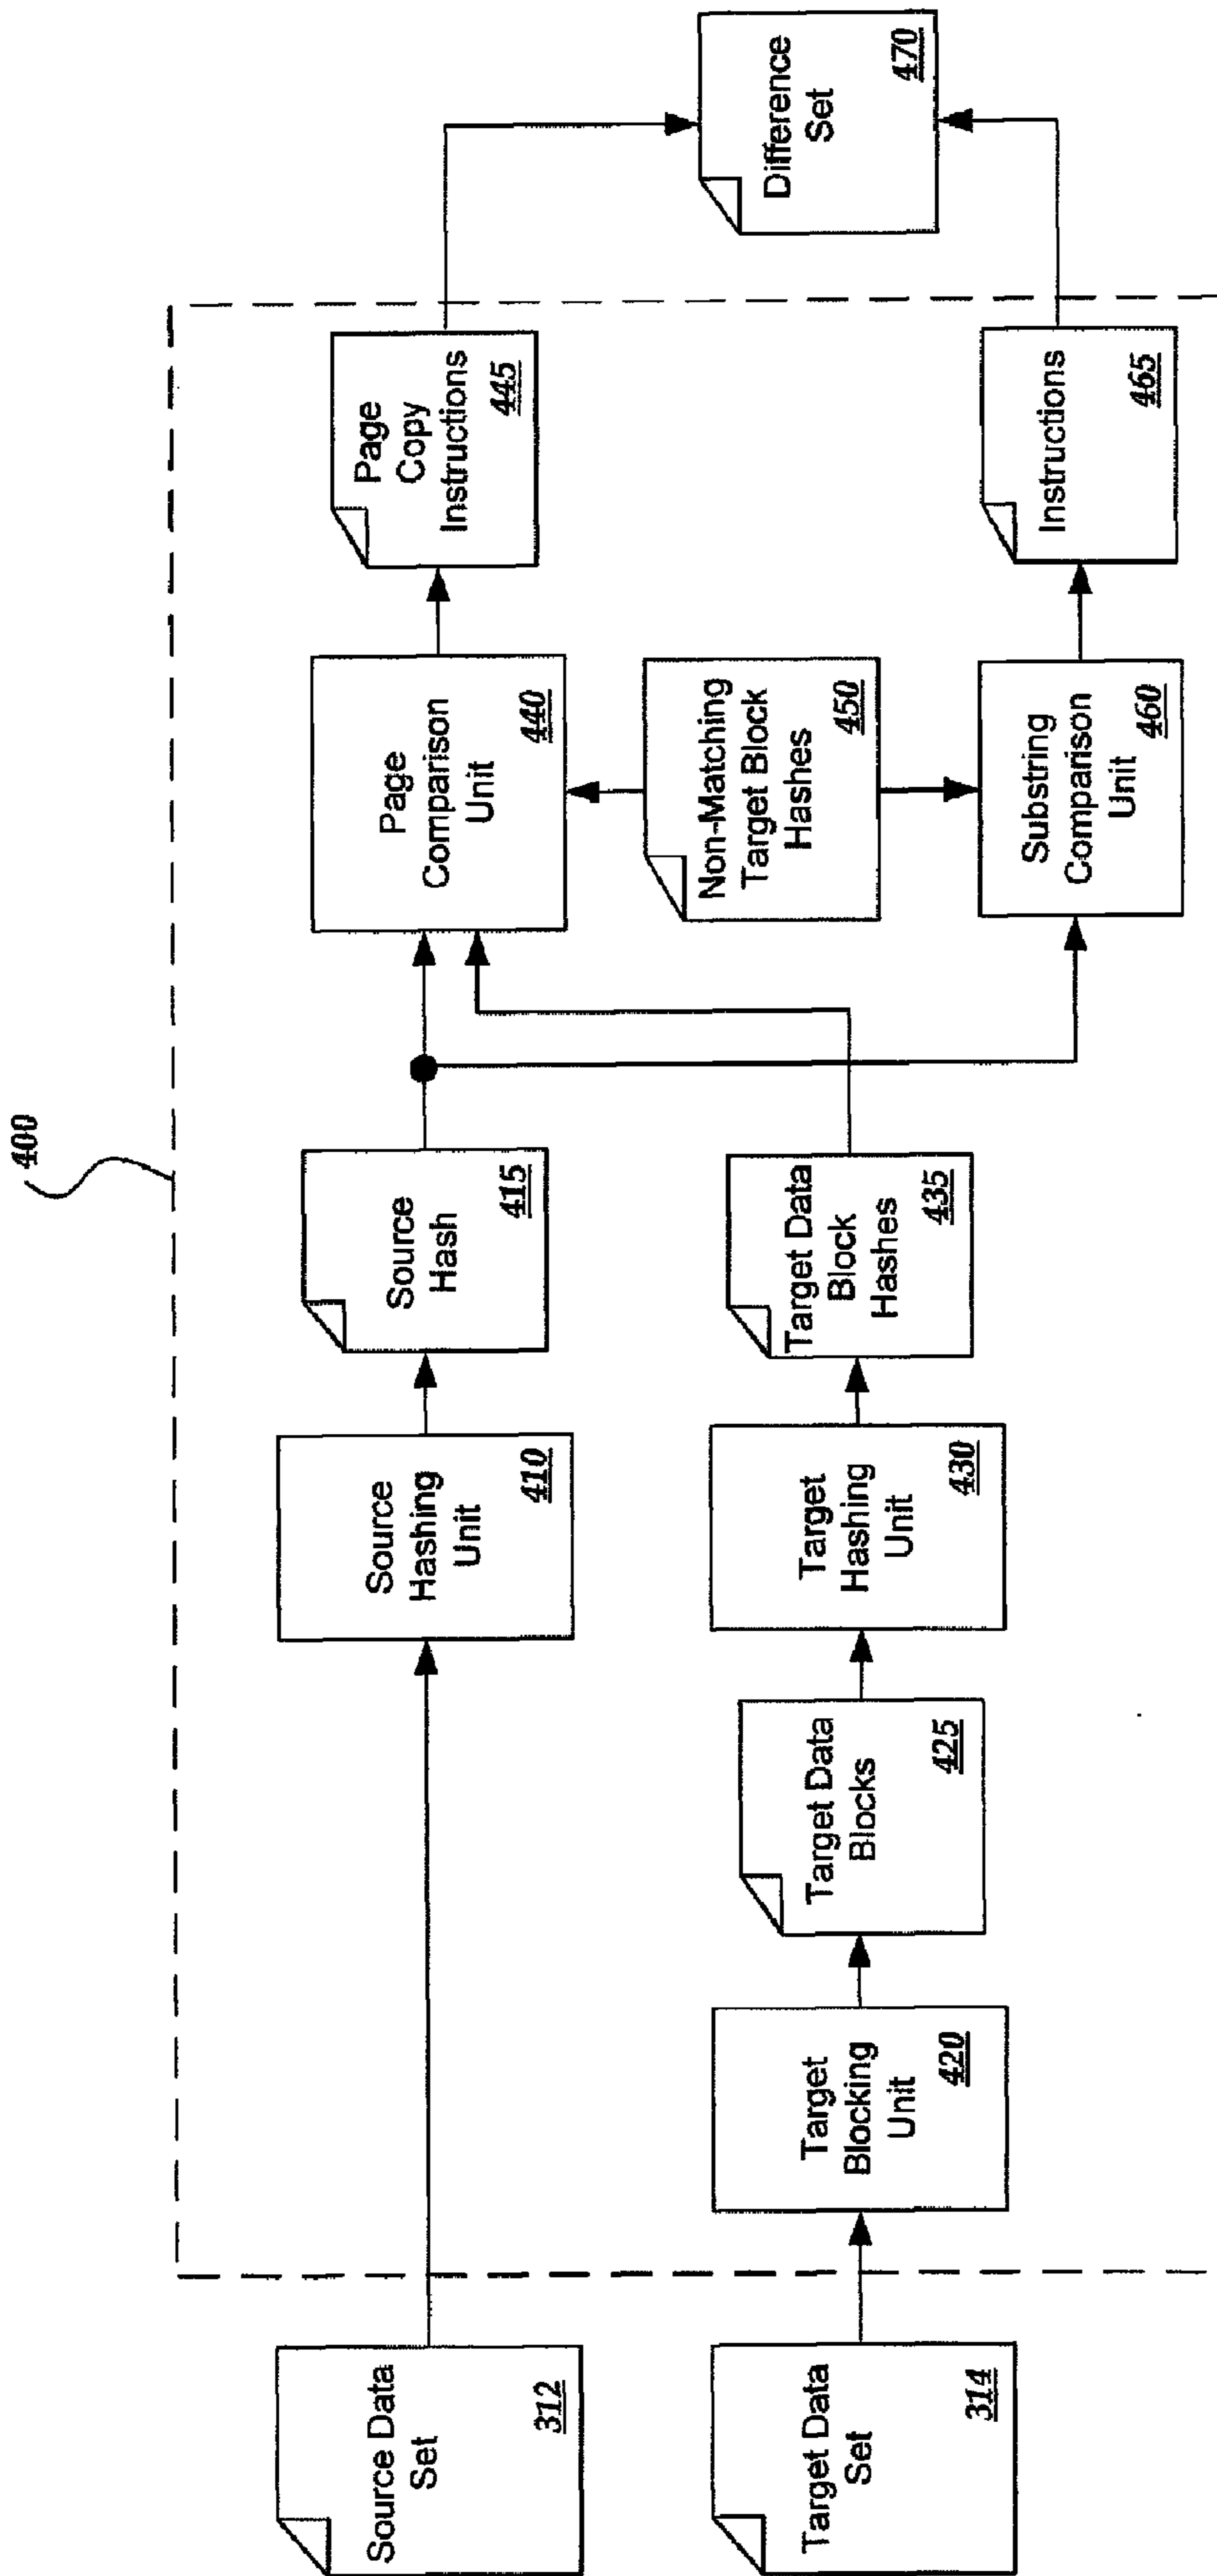 400
Source Data
Set
312
Source
Hashing
Unit
410
Source
Hash
415
Page
Comparison
Unit
440
Page
Copy
Instructions
445
Target Data
Set
314
Target
Blocking
Unit
420
Target Data
Blocks
425
Target
Hashing
Unit
430
Target Data
Block
Hashes
435
Non-Matching
Target Block
Hashes
450
Substring
Comparison
Unit
460
Instructions
465
Difference
Set
470